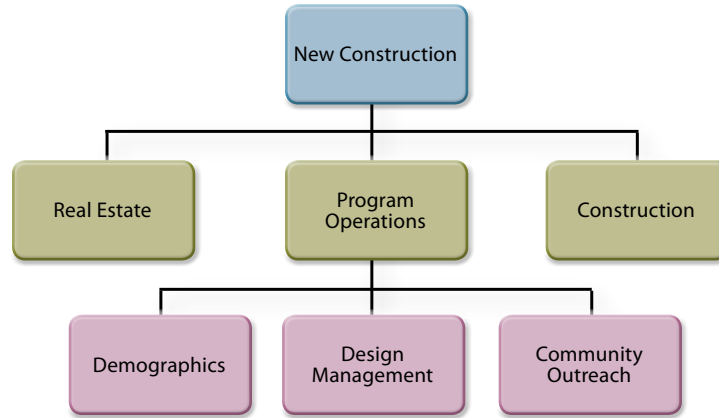 New Construction
Real Estate
Program
Operations
Construction
Demographics
Design
Management
Community
Outreach